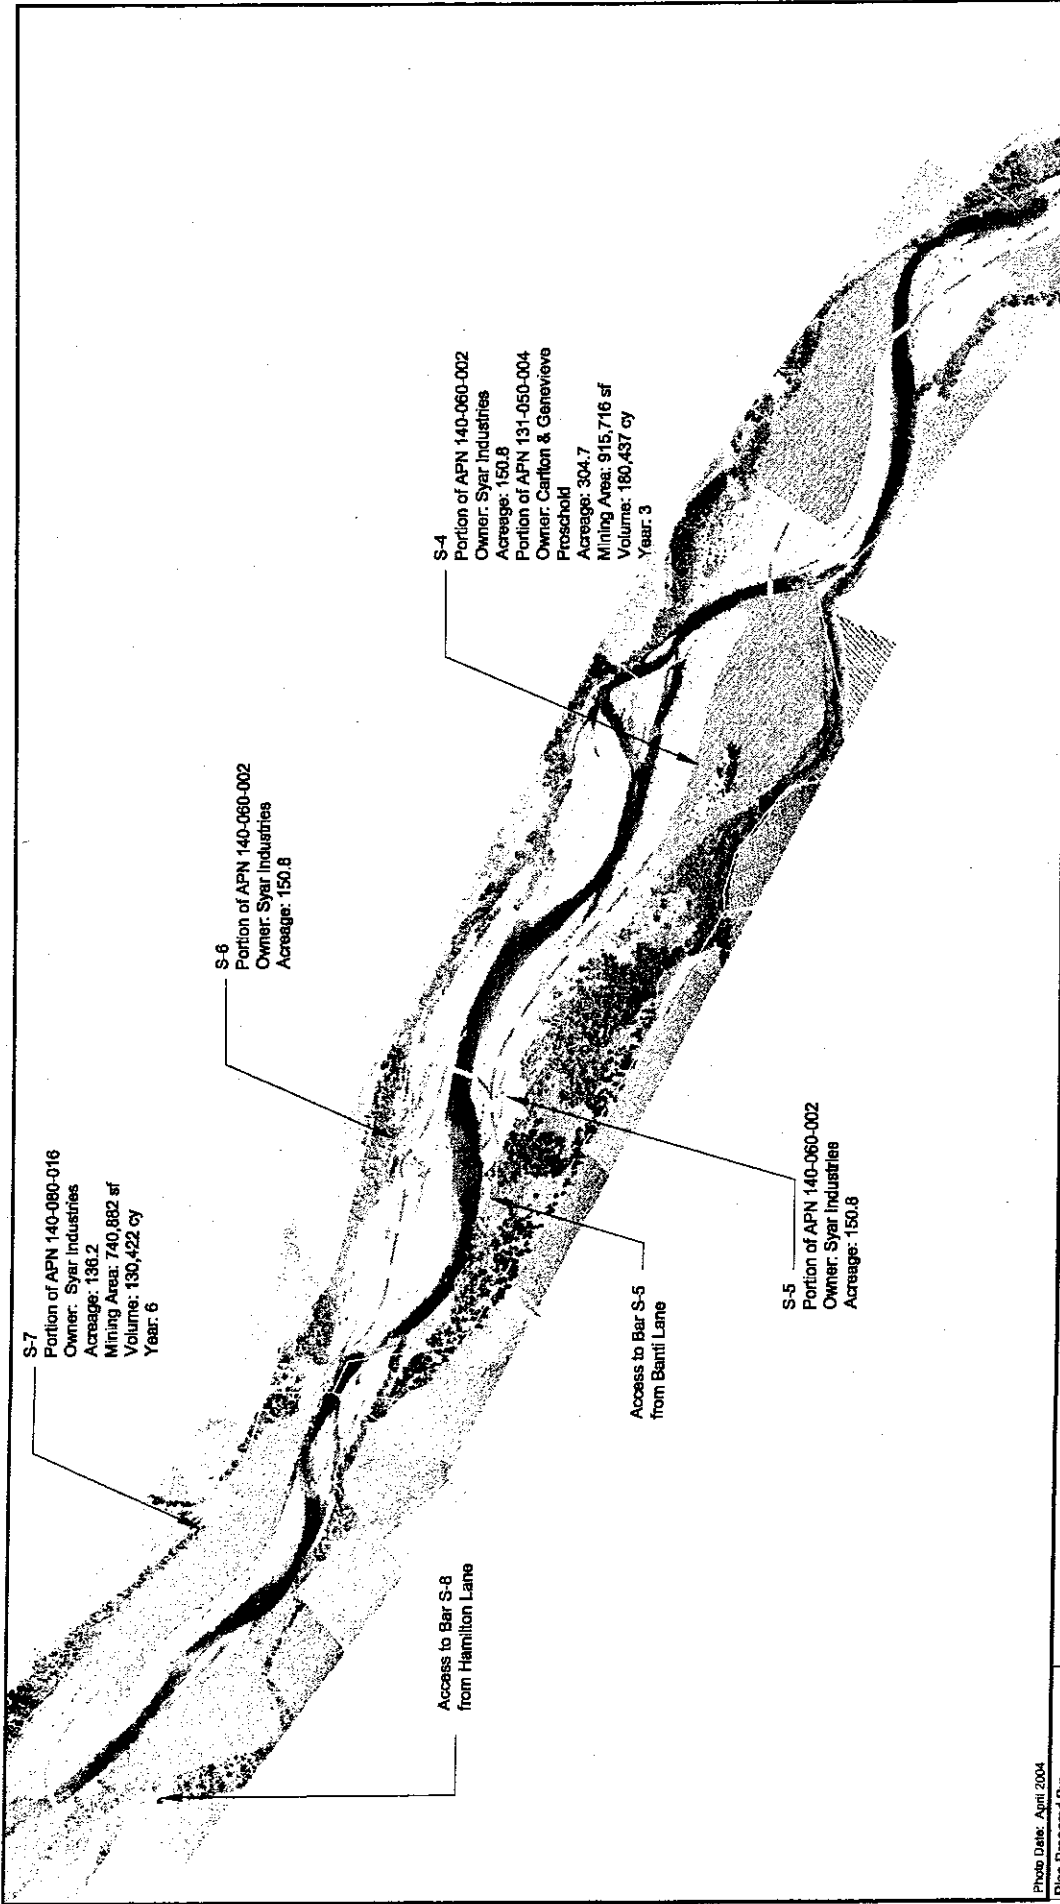 S-7
Portion of APN 140-080-016
Owner: Syar Industries
Acreage: 136.2
Mining Area: 740,882 sf
Volume: 130,422 cy
Year: 6
S-6
Portion of APN 140-060-002
Owner: Syar Industries
Acreage: 150.8
S-4
Portion of APN 140-060-002
Owner: Syar Industries
Acreage: 150.8
Portion of APN 131-050-004
Owner: Carlton & Genevieve
Proschold
Acreage: 304.7
Mining Area: 915,716 sf
Volume: 180,437 cy
Year: 3
Access to Bar S-8
from Hamilton Lane
Access to Bar S-5
from Banti Lane
S-5
Portion of APN 140-060-002
Owner: Syar Industries
Acreage: 150.8
Photo Date: April 2004